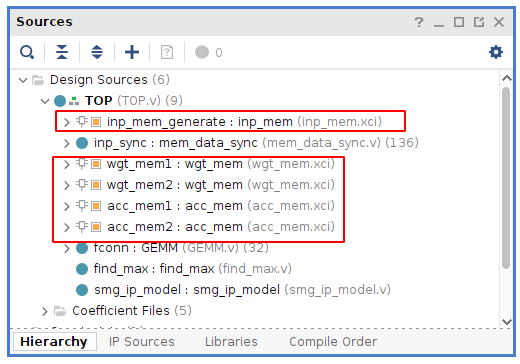 Sources
0
Design Sources (6)
TOP (TOP.v) (9)
inp_mem_generate : inp_mem (inp_mem.xci)
inp_sync : mem_data_sync (mem_data_sync.v) (136)
wgt_mem1 : wgt_mem (wgt_mem.xci)
wgt_mem2 : wgt_mem (wgt_mem.xci)
acc_mem1 : acc_mem (acc_mem.xci)
acc_mem2 : acc_mem (acc_mem.xci)
fconn : GEMM (GEMM.v) (32)
find_max : find_max (find_max.v)
smg_ip_model : smg_ip_model (smg_ip_model.v)
Coefficient Files (5)
Hierarchy IP Sources Libraries Compile Order